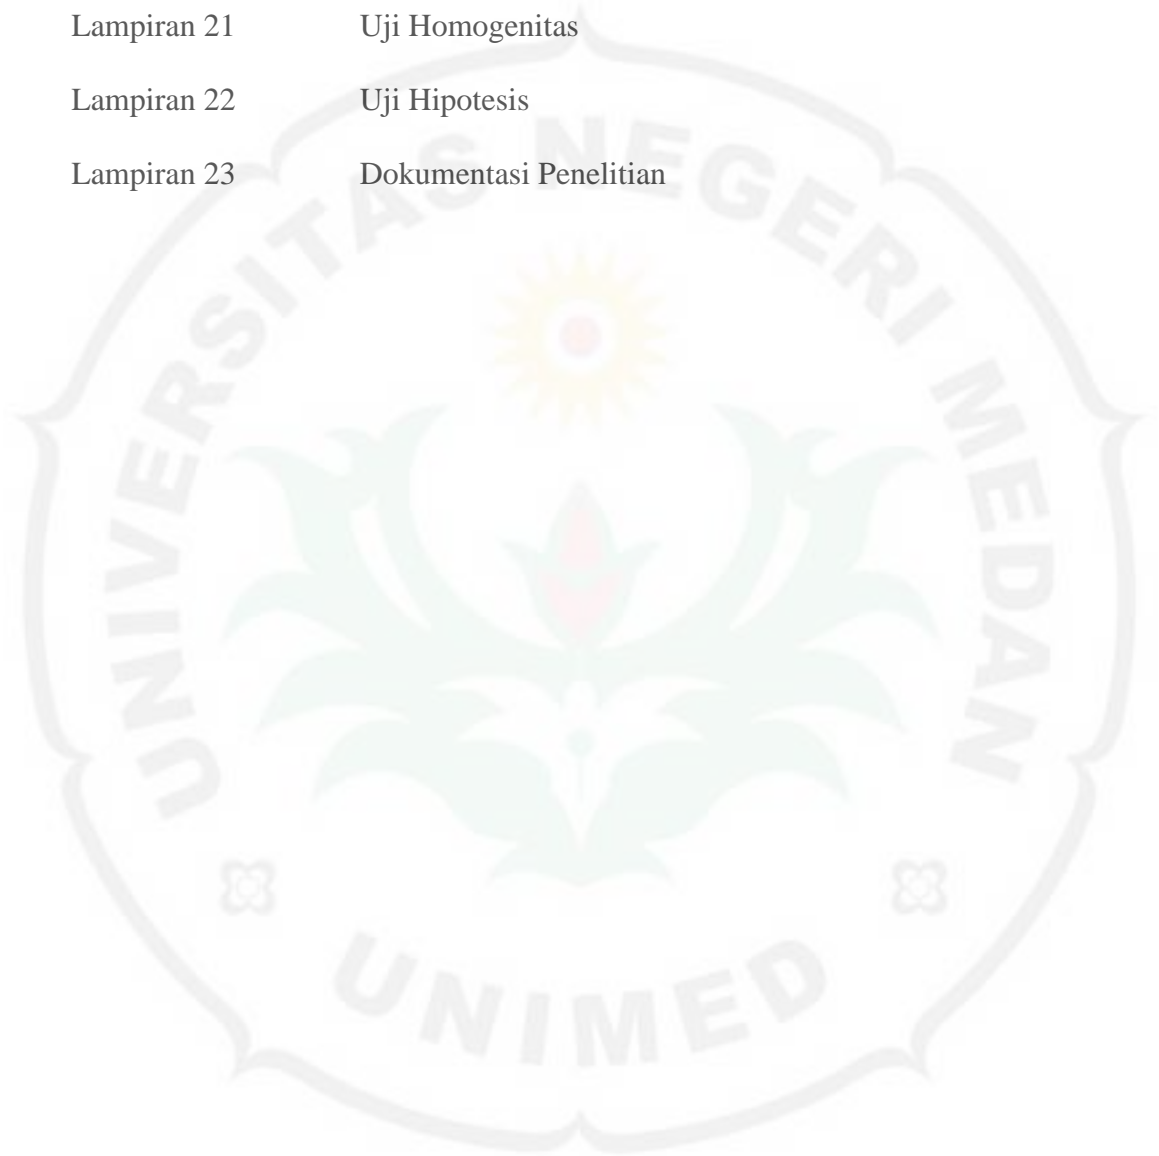 Lampiran 21 Uji Homogenitas
Lampiran 22 Uji Hipotesis
Lampiran 23 Dokumentasi Penelitian
UNIVERSITAS NEGERI MEDAN
UNIMED